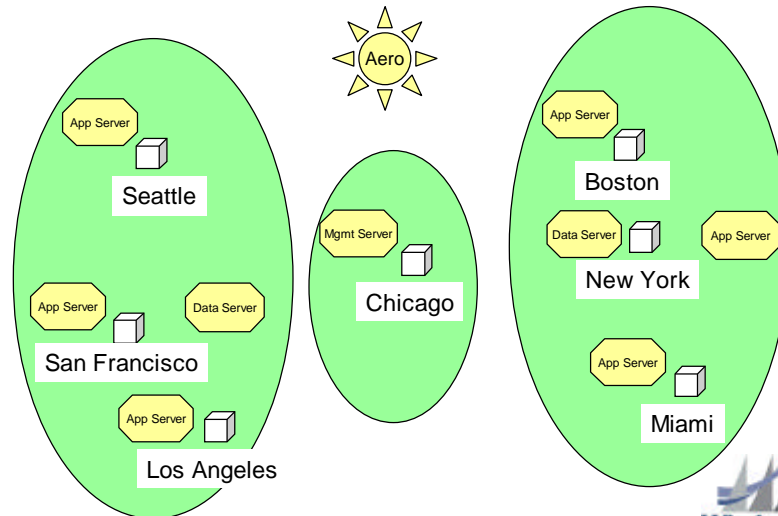 Aero
App Server
Seattle
App Server
Data Server
San Francisco
App Server
Los Angeles
Mgmt Server
Chicago
App Server
Boston
Data Server
App Server
New York
App Server
Miami